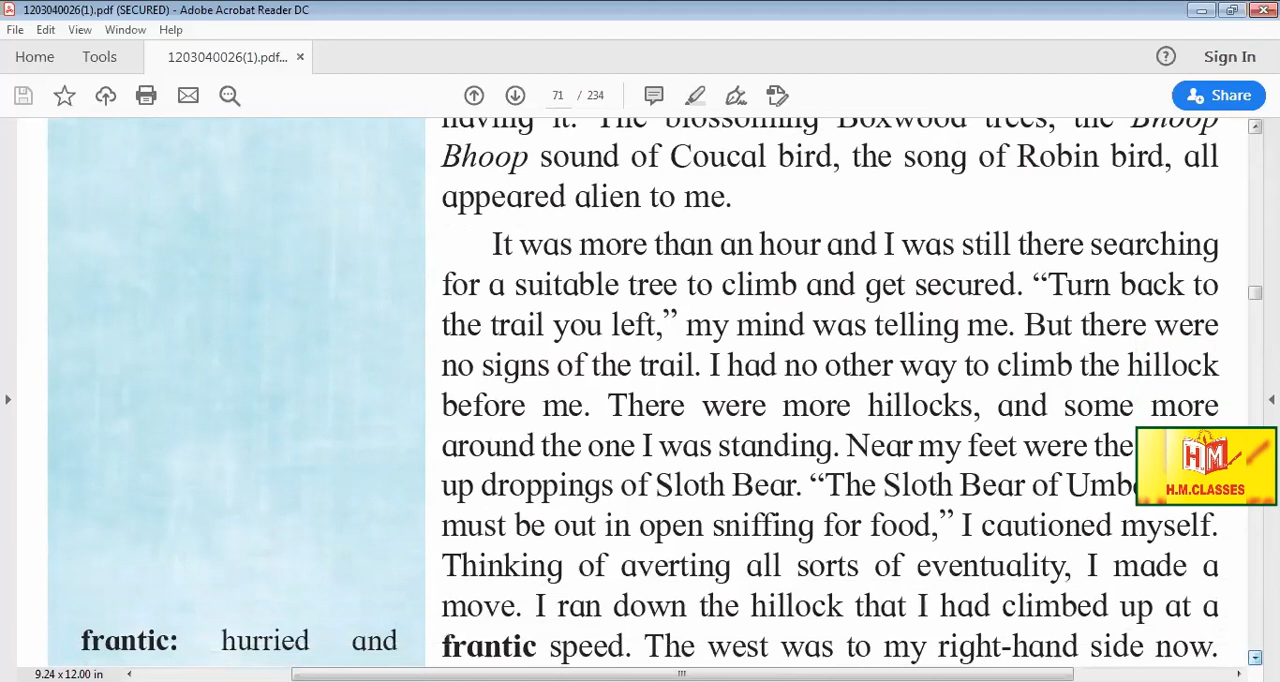 1203040026(1).pdf (SECURED) - Adobe Acrobat Reader DC
File Edit View Window Help
Home Tools 1203040026(1).pdf... ×
Sign In
71 / 234
Share
having it. The blossoming Boxwood trees, the Bhoop
Bhoop sound of Coucal bird, the song of Robin bird, all
appeared alien to me.
It was more than an hour and I was still there searching
for a suitable tree to climb and get secured. “Turn back to
the trail you left,” my mind was telling me. But there were
no signs of the trail. I had no other way to climb the hillock
before me. There were more hillocks, and some more
around the one I was standing. Near my feet were the
up droppings of Sloth Bear. “The Sloth Bear of
must be out in open sniffing for food,” I cautioned myself.
Thinking of averting all sorts of eventuality, I made a
move. I ran down the hillock that I had climbed up at a
frantic speed. The west was to my right-hand side now.
H.M.
H.M.CLASSES
frantic: hurried and
9.24 x 12.00 in